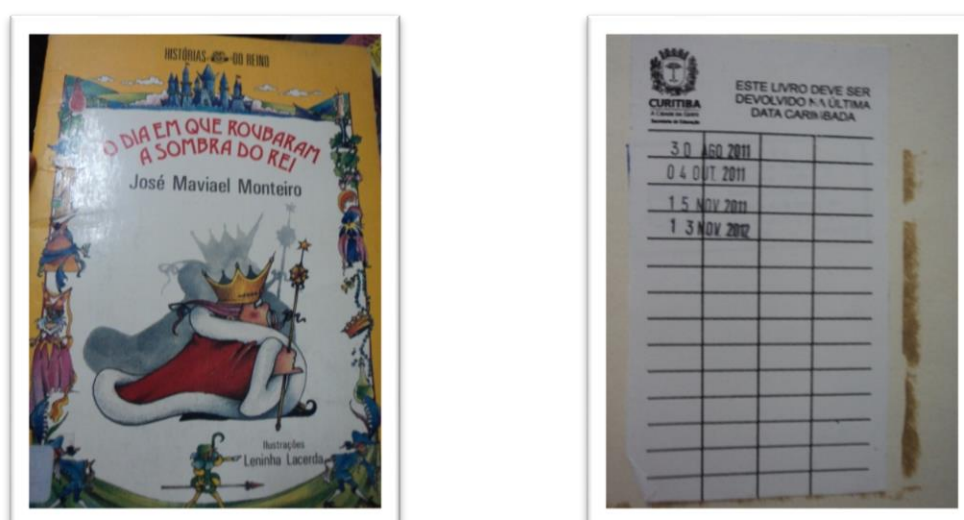 HISTÓRIAS DO REINO
O DIA EM QUE ROUBARAM
A SOMBRA DO REI
José Maviael Monteiro
Ilustrações
Leninha Lacerda
CURITIBA
ESTE LIVRO DEVE SER
DEVOLVIDO NA ÚLTIMA
DATA CARIMBADA
30 AGO 2011
04 OUT 2011
15 NOV 2011
13 NOV 2012